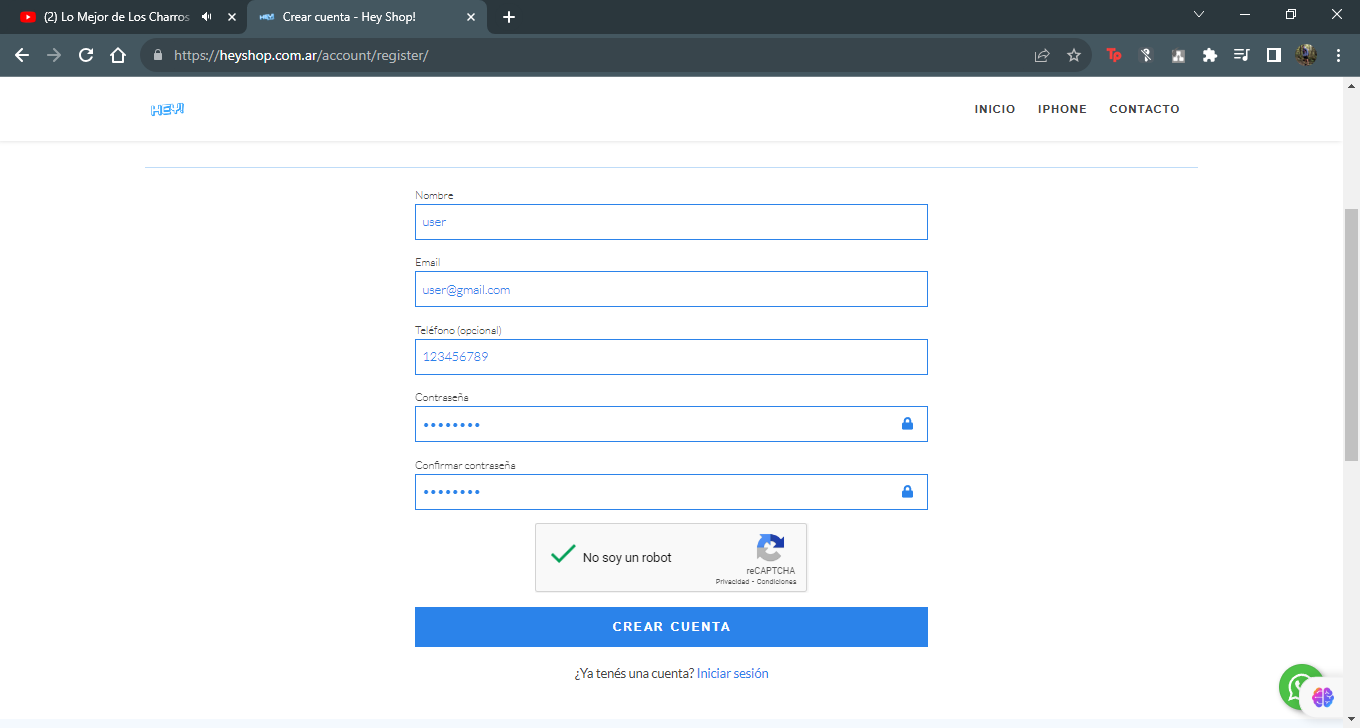 (2) Lo Mejor de Los Charros
Crear cuenta - Hey Shop!
https://heyshop.com.ar/account/register/
Tp
HEY!
INICIO
IPHONE
CONTACTO
Nombre
user
Email
user@gmail.com
Teléfono (opcional)
123456789
Contraseña
••••••••
Confirmar contraseña
••••••••
No soy un robot
reCAPTCHA
Privacidad - Condiciones
CREAR CUENTA
¿Ya tenés una cuenta? Iniciar sesión